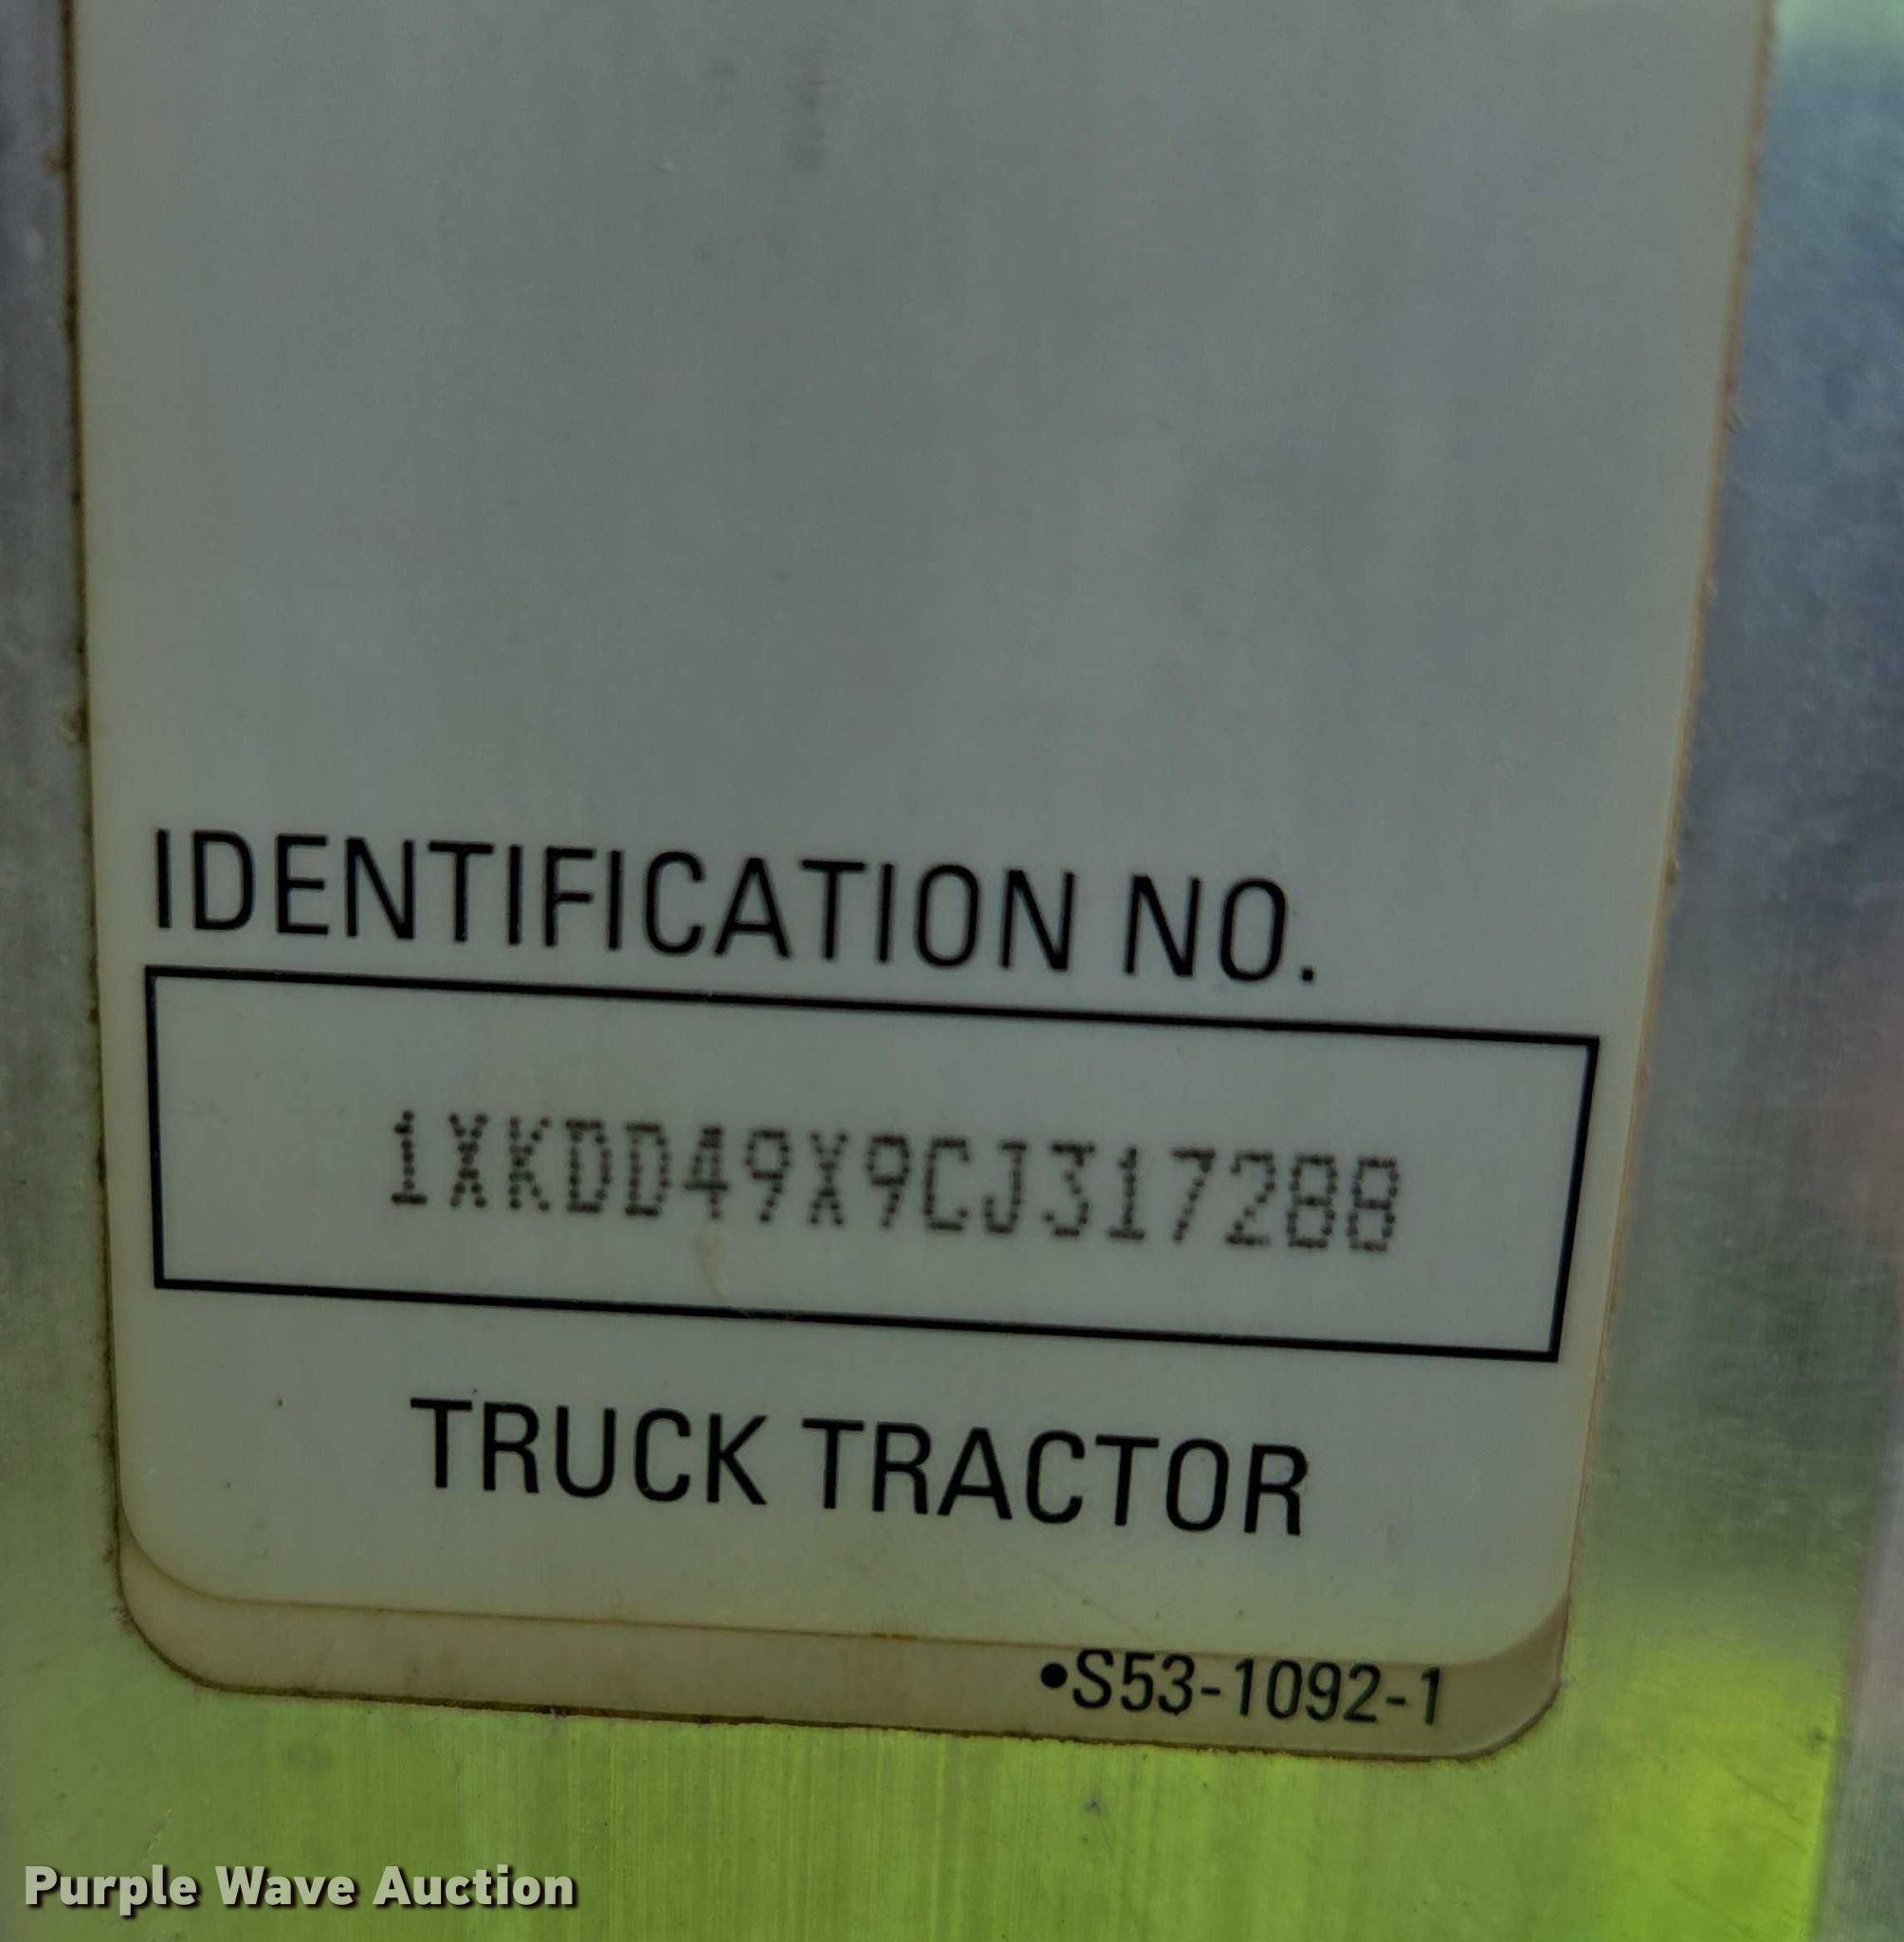 IDENTIFICATION NO.
1XKDD49X9CJ317288
TRUCK TRACTOR
•S53-1092-1
Purple Wave Auction